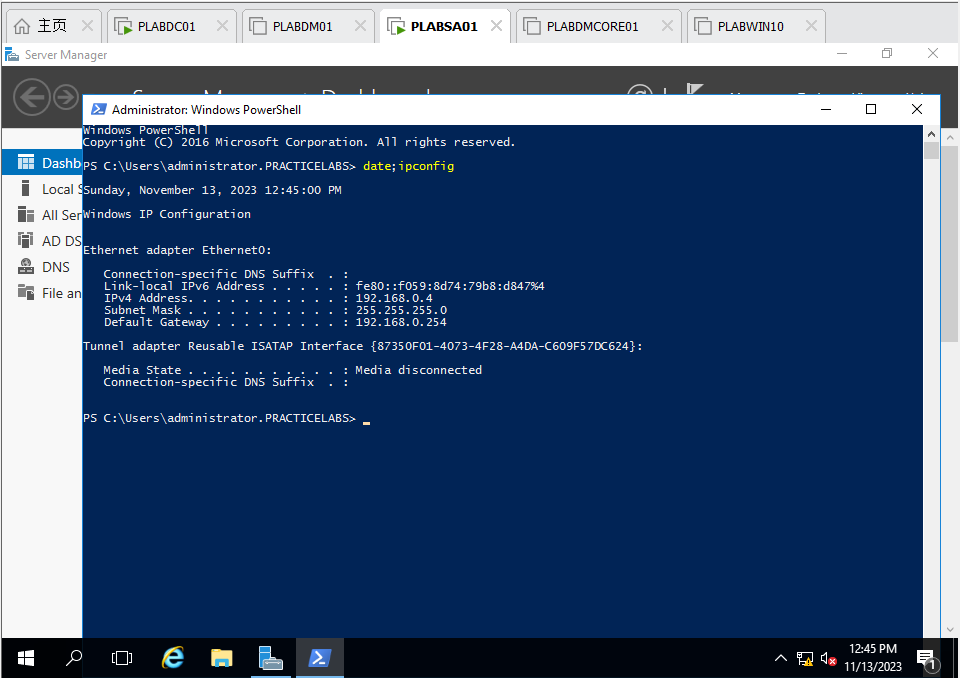 主页
PLABDC01
PLABDM01
PLABSA01
PLABDMCORE01
PLABWIN10
Server Manager
Administrator: Windows PowerShell
Windows PowerShell
Copyright (C) 2016 Microsoft Corporation. All rights reserved.
PS C:\Users\administrator.PRACTICELABS> date;ipconfig
Sunday, November 13, 2023 12:45:00 PM
Windows IP Configuration
Ethernet adapter Ethernet0:
Connection-specific DNS Suffix . :
Link-local IPv6 Address . . . . . : fe80::f059:8d74:79b8:d847%4
IPv4 Address. . . . . . . . . . . : 192.168.0.4
Subnet Mask . . . . . . . . . . . : 255.255.255.0
Default Gateway . . . . . . . . . : 192.168.0.254
Tunnel adapter Reusable ISATAP Interface {87350F01-4073-4F28-A4DA-C609F57DC624}:
Media State . . . . . . . . . . . : Media disconnected
Connection-specific DNS Suffix . :
PS C:\Users\administrator.PRACTICELABS>
Dashb
Local S
All Ser
AD DS
DNS
File an
12:45 PM
11/13/2023
1